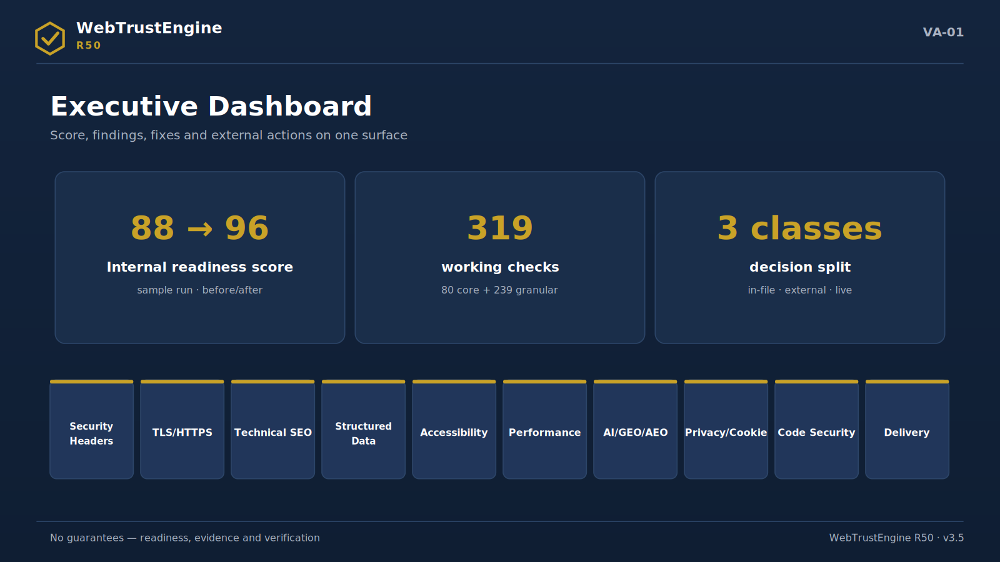 WebTrustEngine
R50
VA-01
Executive Dashboard
Score, findings, fixes and external actions on one surface
88 → 96
Internal readiness score
sample run · before/after
319
working checks
80 core + 239 granular
3 classes
decision split
in-file · external · live
Security
Headers
TLS/HTTPS
Technical SEO
Structured
Data
Accessibility
Performance
AI/GEO/AEO
Privacy/Cookie
Code Security
Delivery
No guarantees — readiness, evidence and verification
WebTrustEngine R50 · v3.5